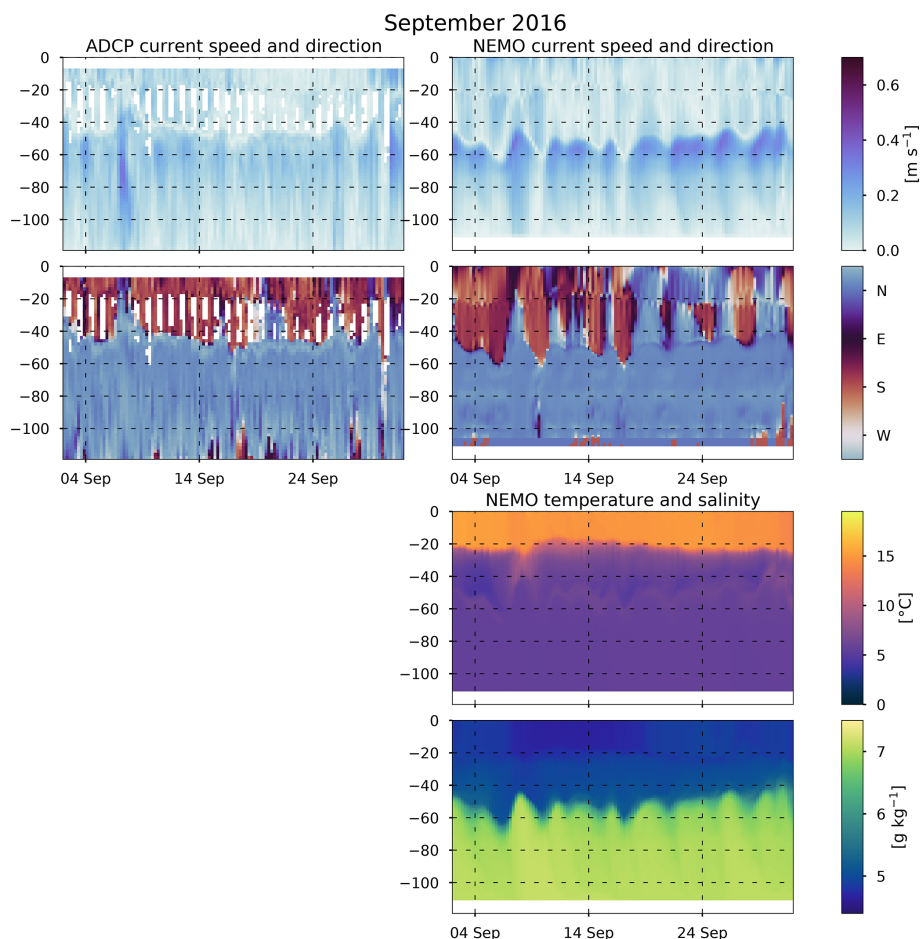 September 2016
ADCP current speed and direction
NEMO current speed and direction
0
−20
−40
−60
−80
−100
0
−20
−40
−60
−80
−100
0.6
0.4
0.2
0.0
[m s⁻¹]
0
−20
−40
−60
−80
−100
04 Sep
14 Sep
24 Sep
0
−20
−40
−60
−80
−100
04 Sep
14 Sep
24 Sep
N
E
S
W
NEMO temperature and salinity
0
−20
−40
−60
−80
−100
15
10
5
0
[°C]
0
−20
−40
−60
−80
−100
04 Sep
14 Sep
24 Sep
7
6
5
[g kg⁻¹]